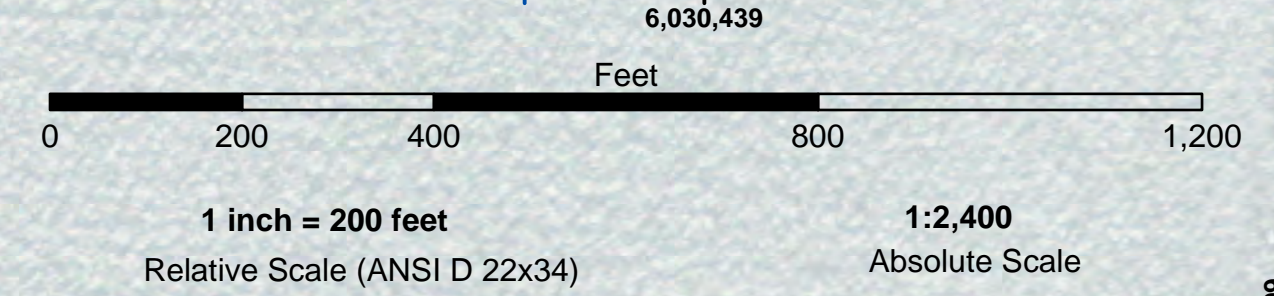 6,030,439
Feet
0 200 400 800 1,200
1 inch = 200 feet 1:2,400
Relative Scale (ANSI D 22x34) Absolute Scale